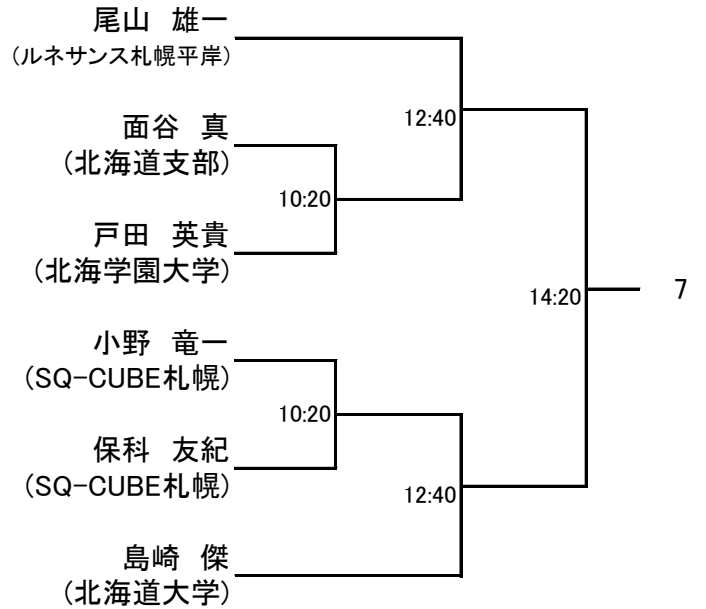 尾山　雄一
(ルネサンス札幌平岸)
12:40
面谷　真
(北海道支部)
10:20
戸田　英貴
(北海学園大学)
14:20
7
小野　竜一
(SQ-CUBE札幌)
10:20
保科　友紀
(SQ-CUBE札幌)
12:40
島崎　傑
(北海道大学)